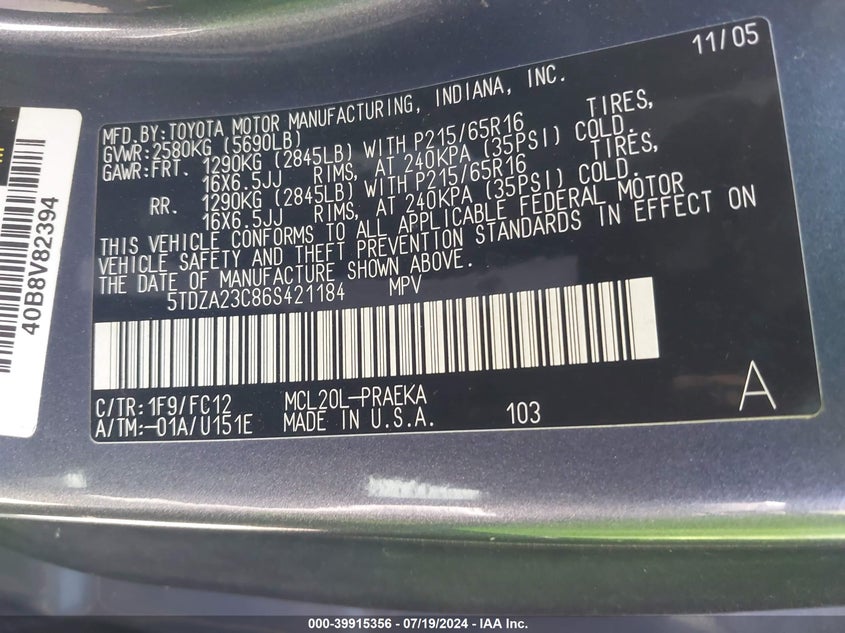 11/05
MFD. BY: TOYOTA MOTOR MANUFACTURING, INDIANA, INC.
GVWR: 2580KG (5690LB)
GAWR: FRT. 1290KG (2845LB) WITH P215/65R16 TIRES,
16X6.5JJ RIMS, AT 240KPA (35PSI) COLD.
RR. 1290KG (2845LB) WITH P215/65R16 TIRES,
16X6.5JJ RIMS, AT 240KPA (35PSI) COLD.
THIS VEHICLE CONFORMS TO ALL APPLICABLE FEDERAL MOTOR
VEHICLE SAFETY AND THEFT PREVENTION STANDARDS IN EFFECT ON
THE DATE OF MANUFACTURE SHOWN ABOVE.
5TDZA23C86S421184 MPV
C/TR: 1F9/FC12 MCL20L-PRAEKA
A/TM:-01A/U151E MADE IN U.S.A. 103
A
40B8V82394
000-39915356 - 07/19/2024 - IAA Inc.